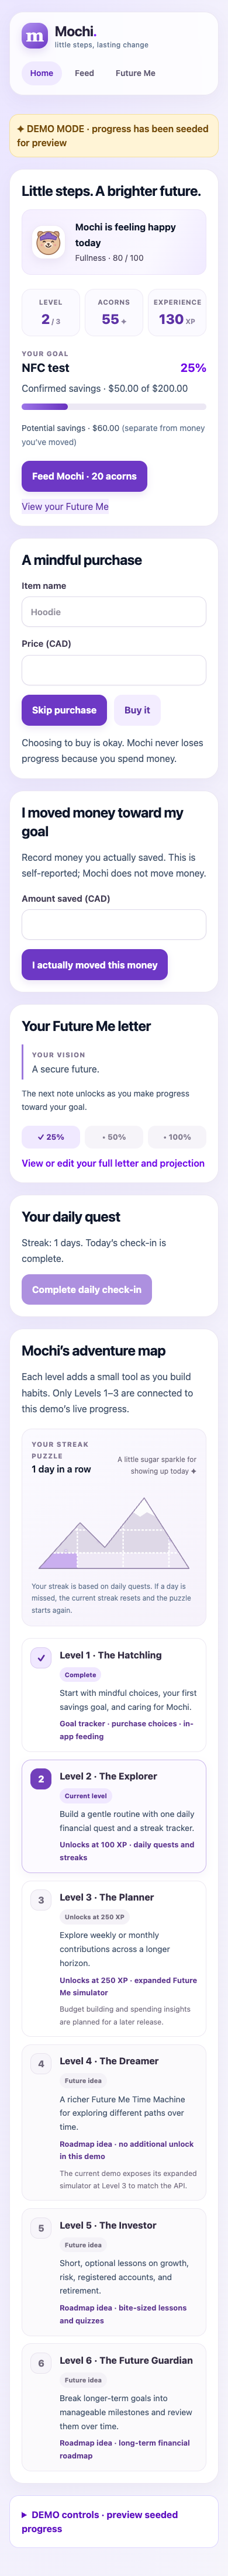 m Mochi.
little steps, lasting change
Home Feed Future Me
✦ DEMO MODE · progress has been seeded
for preview
Little steps. A brighter future.
Mochi is feeling happy
today
Fullness · 80 / 100
LEVEL ACORNS EXPERIENCE
2 / 3 55 ✦ 130 XP
YOUR GOAL
NFC test 25%
Confirmed savings · $50.00 of $200.00
Potential savings · $60.00 (separate from money
you've moved)
Feed Mochi · 20 acorns
View your Future Me
A mindful purchase
Item name
Hoodie
Price (CAD)
Skip purchase Buy it
Choosing to buy is okay. Mochi never loses
progress because you spend money.
I moved money toward my
goal
Record money you actually saved. This is
self-reported; Mochi does not move money.
Amount saved (CAD)
I actually moved this money
Your Future Me letter
YOUR VISION
A secure future.
The next note unlocks as you make progress
toward your goal.
✓ 25% • 50% • 100%
View or edit your full letter and projection
Your daily quest
Streak: 1 days. Today's check-in is
complete.
Complete daily check-in
Mochi's adventure map
Each level adds a small tool as you build
habits. Only Levels 1–3 are connected to
this demo's live progress.
YOUR STREAK
PUZZLE
1 day in a row
A little sugar sparkle for
showing up today ✦
Your streak is based on daily quests. If a day is
missed, the current streak resets and the puzzle
starts again.
✓ Level 1 · The Hatchling
Complete
Start with mindful choices, your first
savings goal, and caring for Mochi.
Goal tracker · purchase choices · in-
app feeding
2 Level 2 · The Explorer
Current level
Build a gentle routine with one daily
financial quest and a streak tracker.
Unlocks at 100 XP · daily quests and
streaks
3 Level 3 · The Planner
Unlocks at 250 XP
Explore weekly or monthly
contributions across a longer
horizon.
Unlocks at 250 XP · expanded Future
Me simulator
Budget building and spending insights
are planned for a later release.
4 Level 4 · The Dreamer
Future idea
A richer Future Me Time Machine
for exploring different paths over
time.
Roadmap idea · no additional unlock
in this demo
The current demo exposes its expanded
simulator at Level 3 to match the API.
5 Level 5 · The Investor
Future idea
Short, optional lessons on growth,
risk, registered accounts, and
retirement.
Roadmap idea · bite-sized lessons
and quizzes
6 Level 6 · The Future Guardian
Future idea
Break longer-term goals into
manageable milestones and review
them over time.
Roadmap idea · long-term financial
roadmap
▶ DEMO controls · preview seeded
progress